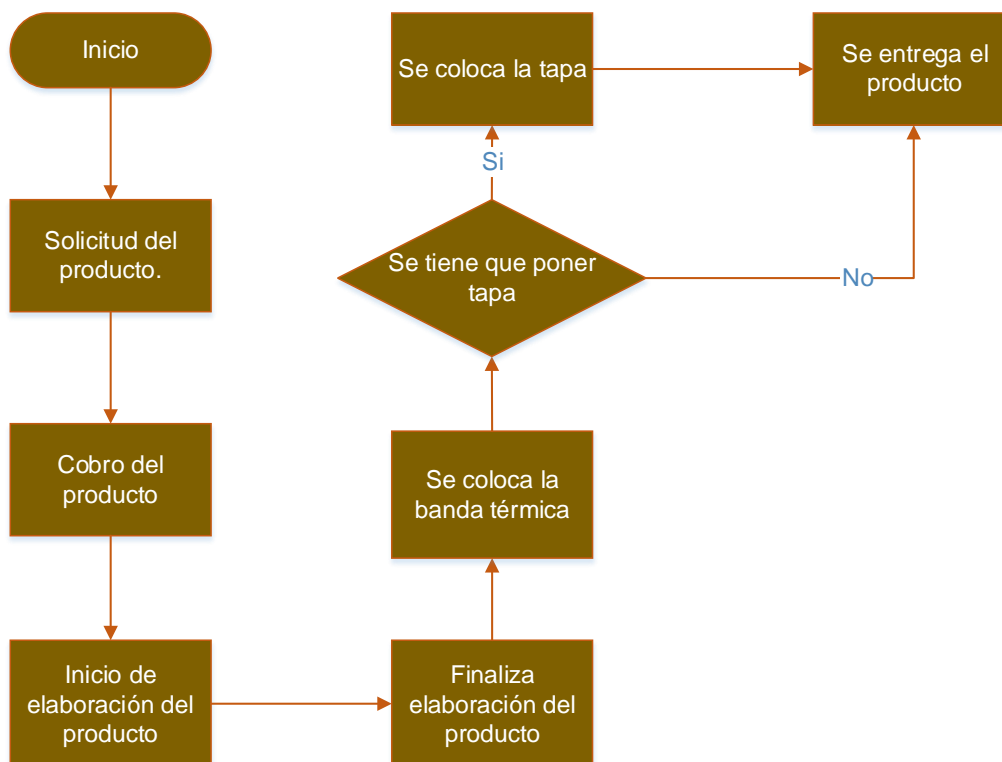 Inicio
Solicitud del
producto.
Cobro del
producto
Inicio de
elaboración del
producto
Finaliza
elaboración del
producto
Se coloca la
banda térmica
Se tiene que poner
tapa
Si
No
Se coloca la tapa
Se entrega el
producto